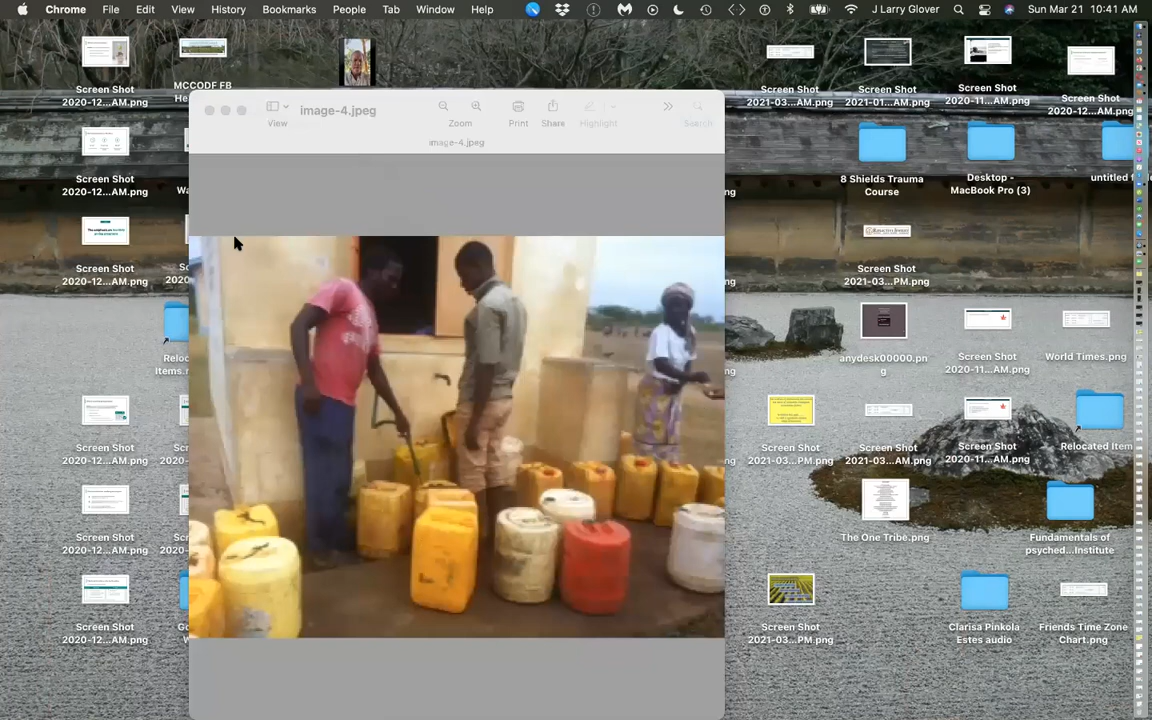 Chrome File Edit View History Bookmarks People Tab Window Help J Larry Glover Sun Mar 21 10:41 AM
Screen Shot
2020-12...AM.png
MCCODF FB
Screen Shot
2021-03...AM.png
Screen Shot
2021-01...AM.png
Screen Shot
2020-11...AM.png
Screen Shot
2020-12...AM.png
image-4.jpeg
View
Zoom
Print
Share
Highlight
Search
image-4.jpeg
Screen Shot
2020-12...AM.png
8 Shields Trauma
Course
Desktop -
MacBook Pro (3)
untitled f
Screen Shot
2020-12...AM.png
Screen Shot
2021-03...PM.png
Reloc
Items.r
anydesk00000.pn
g
Screen Shot
2020-11...AM.png
World Times.png
Screen Shot
2020-12...AM.png
Screen Shot
2021-03...PM.png
Screen Shot
2021-03...AM.png
Screen Shot
2020-11...AM.png
Relocated Item
Screen Shot
2020-12...AM.png
The One Tribe.png
Fundamentals of
psyched...Institute
Screen Shot
2020-12...AM.png
Screen Shot
2021-03...PM.png
Clarisa Pinkola
Estes audio
Friends Time Zone
Chart.png